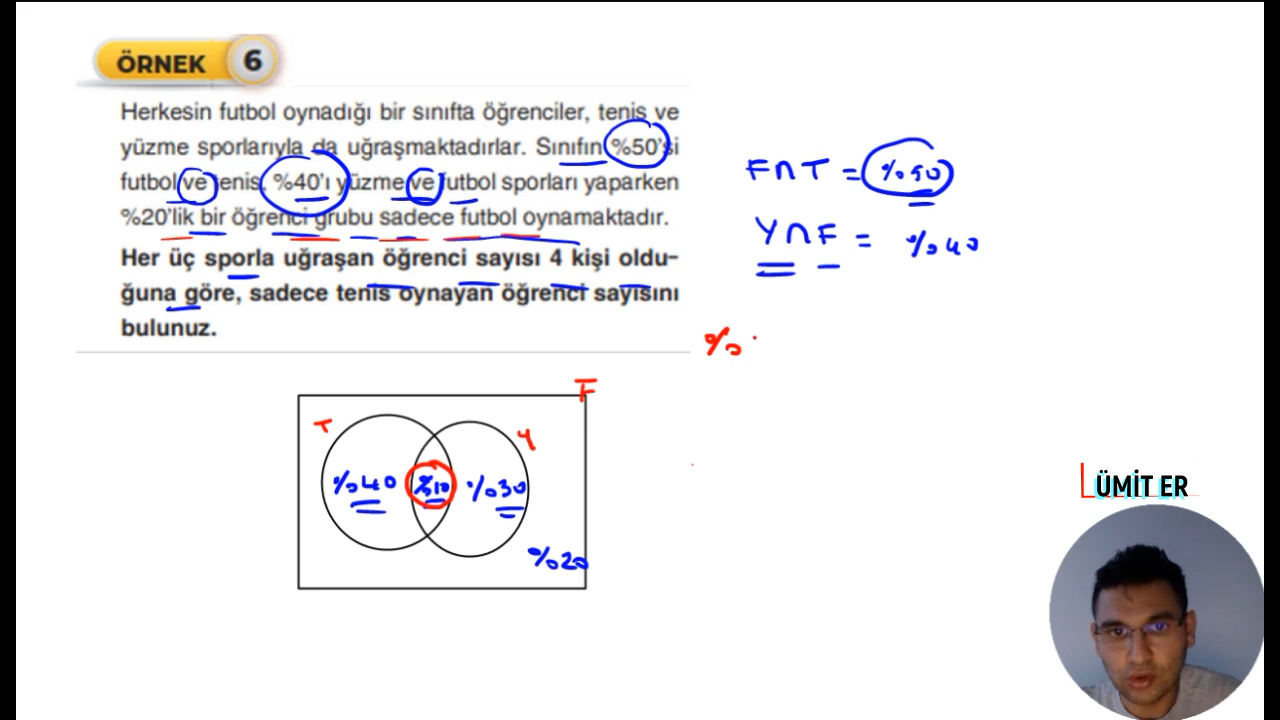 ÖRNEK 6
Herkesin futbol oynadığı bir sınıfta öğrenciler, tenis ve
yüzme sporlarıyla da uğraşmaktadırlar. Sınıfın %50'si
futbol ve tenis, %40'ı yüzme ve futbol sporları yaparken
%20'lik bir öğrenci grubu sadece futbol oynamaktadır.
Her üç sporla uğraşan öğrenci sayısı 4 kişi oldu-
ğuna göre, sadece tenis oynayan öğrenci sayısını
bulunuz.
F∩T = %50
Y∩F = %40
%
F
T
Y
%40 %10 %30
%20
ÜMİT ER